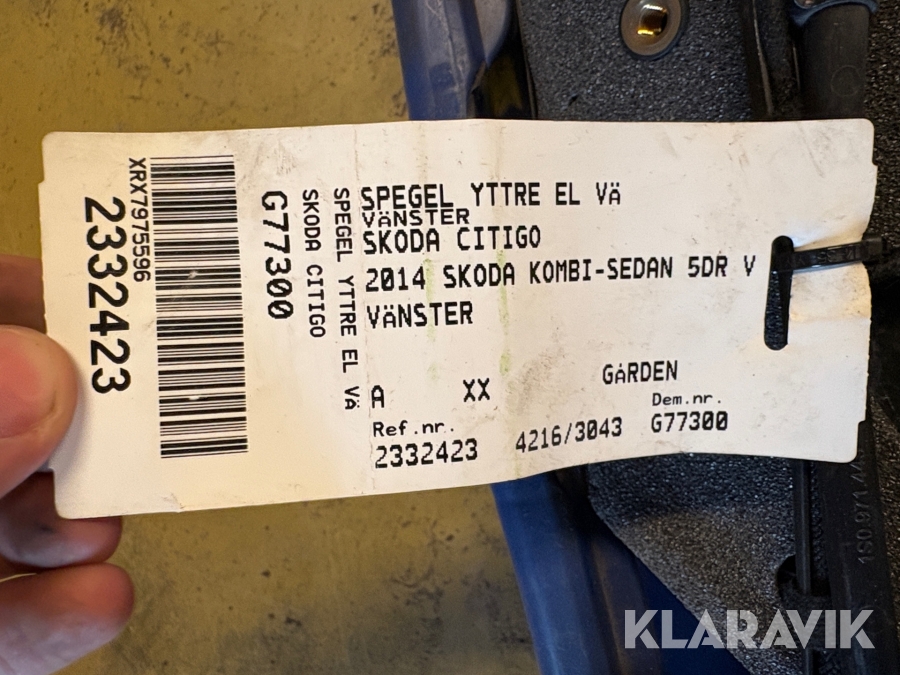 SPEGEL YTTRE EL VÄ
VÄNSTER
SKODA CITIGO
2014 SKODA KOMBI-SEDAN 5DR V
VÄNSTER
GÅRDEN
A XX
Ref.nr.
2332423
4216/3043
Dem.nr.
G77300
SPEGEL YTTRE EL VÄ
SKODA CITIGO
G77300
XRX7975596
2332423
KLARAVIK